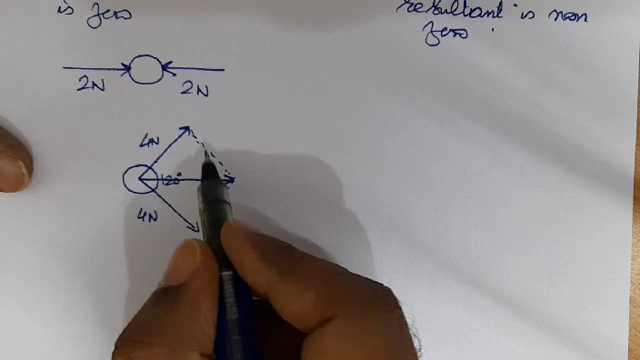 is zero
resultant is non
zero.
2N 2N
4N
120°
4N